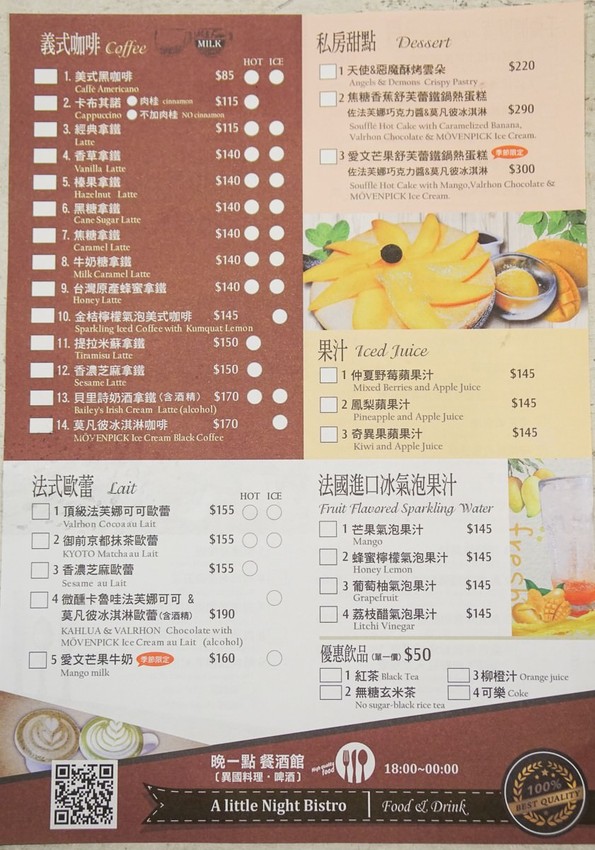 義式咖啡 Coffee MILK
HOT ICE
1. 美式黑咖啡 $85
Caffé Americano
2. 卡布其諾 肉桂 cinnamon $115
Cappuccino 不加肉桂 NO cinnamon
3. 經典拿鐵 $115
Latte
4. 香草拿鐵 $140
Vanilla Latte
5. 榛果拿鐵 $140
Hazelnut Latte
6. 黑糖拿鐵 $140
Cane Sugar Latte
7. 焦糖拿鐵 $140
Caramel Latte
8. 牛奶糖拿鐵 $140
Milk Caramel Latte
9. 台灣原產蜂蜜拿鐵 $140
Honey Latte
10. 金桔檸檬氣泡美式咖啡 $145
Sparkling Iced Coffee with Kumquat Lemon
11. 提拉米蘇拿鐵 $150
Tiramisu Latte
12. 香濃芝麻拿鐵 $150
Sesame Latte
13. 貝里詩奶酒拿鐵(含酒精) $170
Bailey's Irish Cream Latte (alcohol)
14. 莫凡彼冰淇淋咖啡 $170
MÖVENPICK Ice Cream Black Coffee
私房甜點 Dessert
1 天使&惡魔酥烤雲朵 $220
Angels & Demons Crispy Pastry
2 焦糖香蕉舒芙蕾鐵鍋熱蛋糕
佐法芙娜巧克力醬&莫凡彼冰淇淋 $290
Soufflé Hot Cake with Caramelized Banana,
Valrhon Chocolate & MÖVENPICK Ice Cream.
3 愛文芒果舒芙蕾鐵鍋熱蛋糕 季節限定
佐法芙娜巧克力醬&莫凡彼冰淇淋 $300
Soufflé Hot Cake with Mango,Valrhon Chocolate &
MÖVENPICK Ice Cream.
果汁 Iced Juice
1 仲夏野莓蘋果汁 $145
Mixed Berries and Apple Juice
2 鳳梨蘋果汁 $145
Pineapple and Apple Juice
3 奇異果蘋果汁 $145
Kiwi and Apple Juice
法式歐蕾 Lait
HOT ICE
1 頂級法芙娜可可歐蕾 $155
Valrhon Cocoa au Lait
2 御前京都抹茶歐蕾 $155
KYOTO Matcha au Lait
3 香濃芝麻歐蕾 $155
Sesame au Lait
4 微醺卡魯哇法芙娜可可 &
莫凡彼冰淇淋歐蕾(含酒精) $190
KAHLUA & VALRHON Chocolate with
MÖVENPICK Ice Cream au Lait (alcohol)
5 愛文芒果牛奶 季節限定 $160
Mango milk
法國進口冰氣泡果汁
Fruit Flavored Sparkling Water
1 芒果氣泡果汁 $145
Mango
2 蜂蜜檸檬氣泡果汁 $145
Honey Lemon
3 葡萄柚氣泡果汁 $145
Grapefruit
4 荔枝醋氣泡果汁 $145
Litchi Vinegar
fresh
優惠飲品(單一價) $50
1 紅茶 Black Tea 3 柳橙汁 Orange juice
2 無糖玄米茶 4 可樂 Coke
No sugar-black rice tea
晚一點 餐酒館
〔異國料理・啤酒〕
High quality food
18:00~00:00
A little Night Bistro Food & Drink
100%
BEST QUALITY